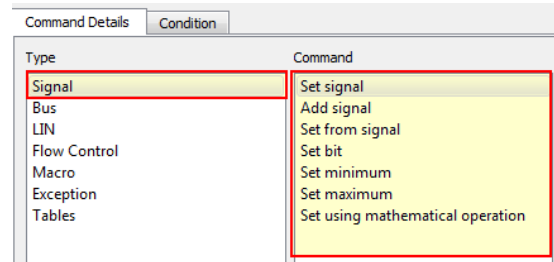 Command Details
Condition
Type
Command
Signal
Bus
LIN
Flow Control
Macro
Exception
Tables
Set signal
Add signal
Set from signal
Set bit
Set minimum
Set maximum
Set using mathematical operation